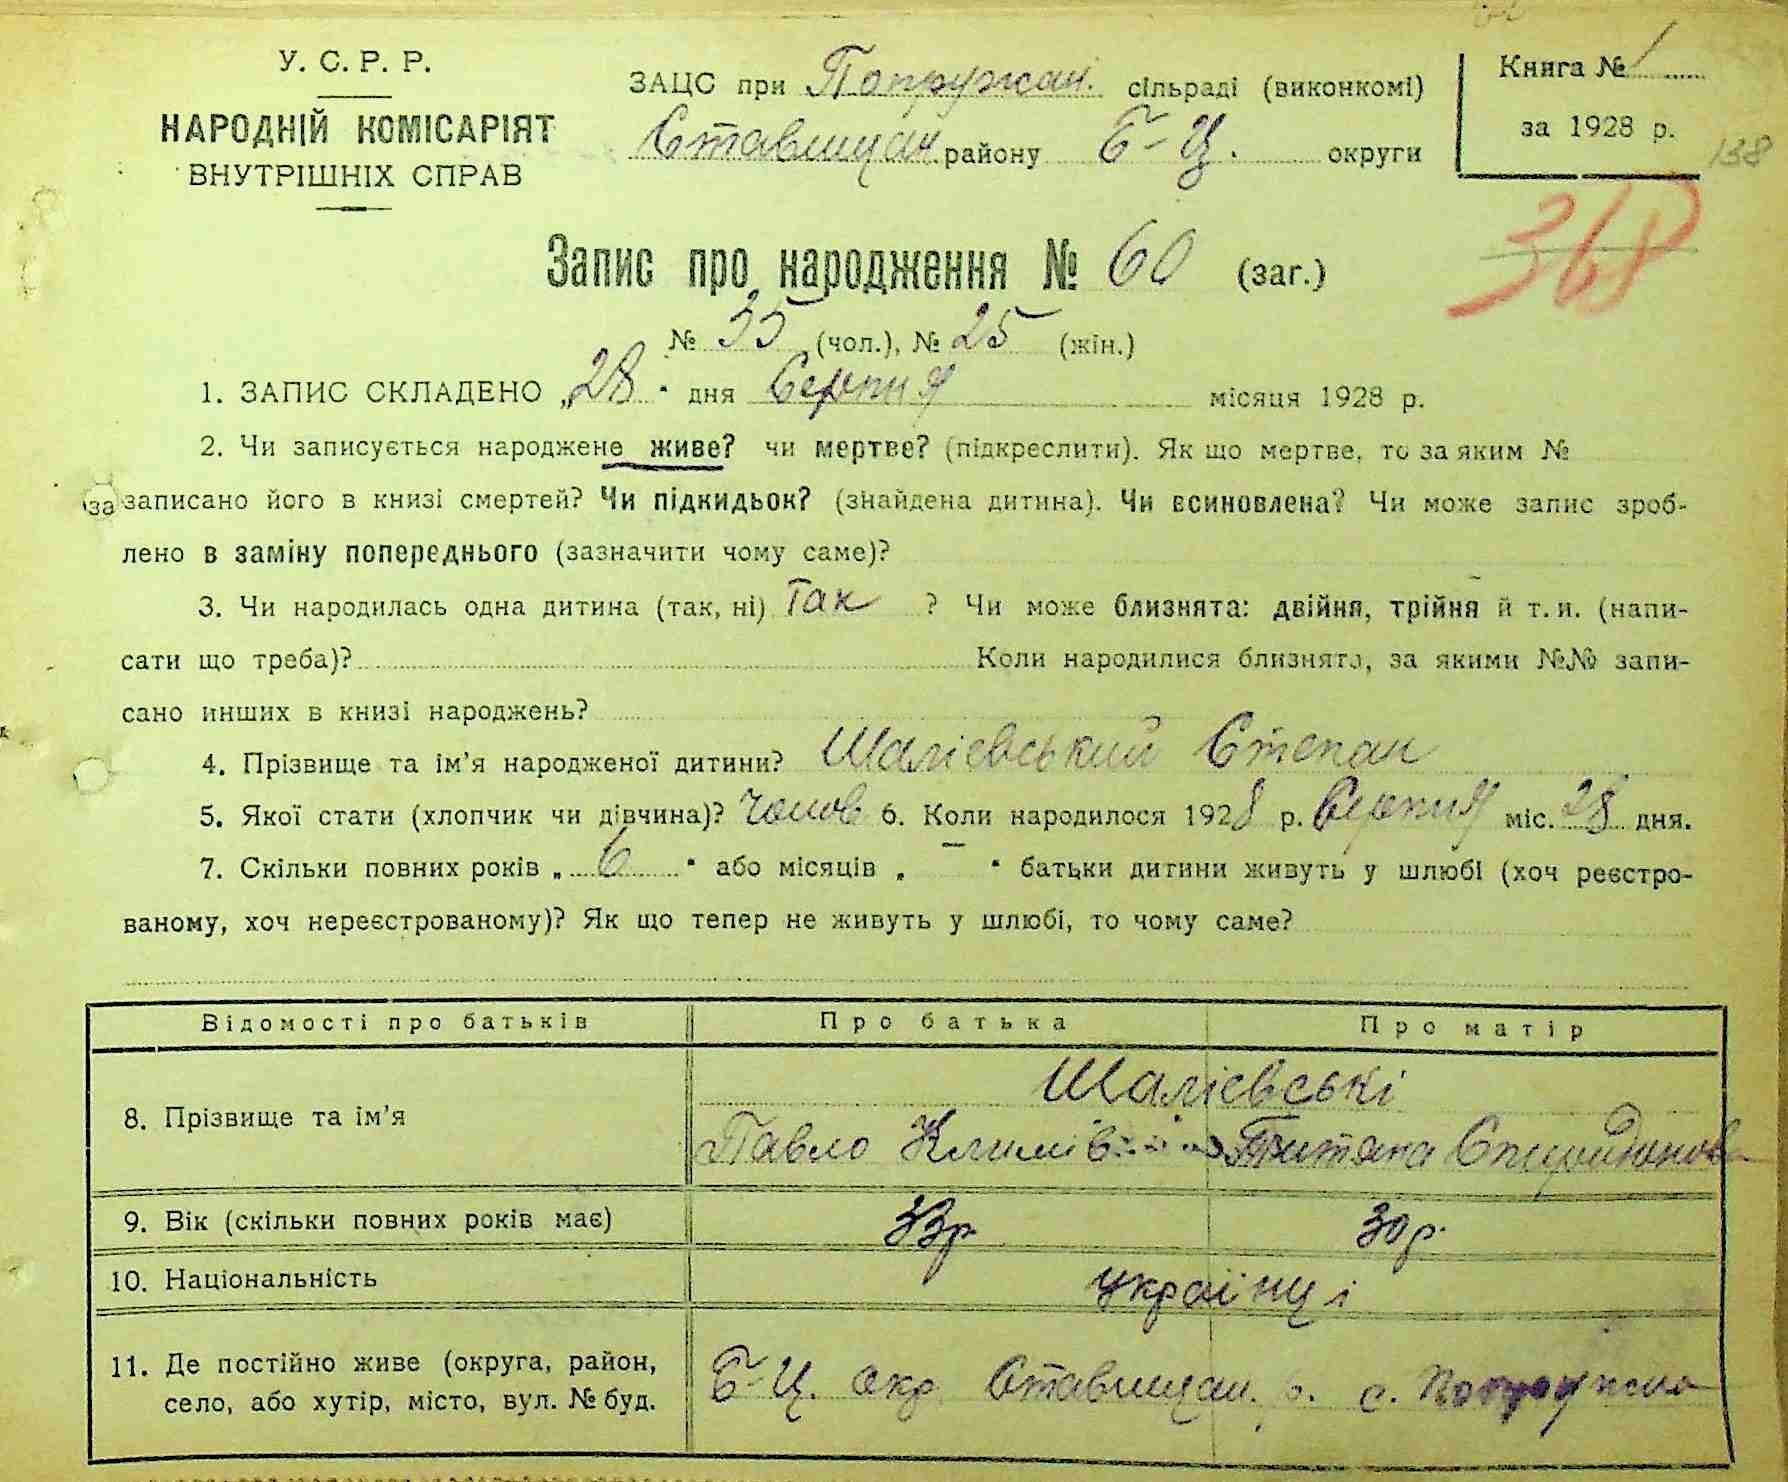 У. С. Р. Р.
НАРОДНІЙ КОМІСАРІЯТ
ВНУТРІШНІХ СПРАВ
ЗАЦС при Попружан. сільраді (виконкомі)
Ставищан району Б-Ц. округи
Книга № 1
за 1928 р.
138
368
Запис про народження № 60 (заг.)
№ 35 (чол.), № 25 (жін.)
1. ЗАПИС СКЛАДЕНО „28" дня Серпня місяця 1928 р.
2. Чи записується народжене живе? чи мертве? (підкреслити). Як що мертве, то за яким №
за записано його в книзі смертей? Чи підкидьок? (знайдена дитина). Чи всиновлена? Чи може запис зроб-
лено в заміну попереднього (зазначити чому саме)?
3. Чи народилась одна дитина (так, ні) Так ? Чи може близнята: двійня, трійня й т. и. (напи-
сати що треба)? Коли народилися близнята, за якими №№ запи-
сано инших в книзі народжень?
4. Прізвище та ім'я народженої дитини? Шалієвський Степан
5. Якої стати (хлопчик чи дівчина)? Чолов 6. Коли народилося 1928 р. Серпня міс. 28 дня.
7. Скільки повних років „ 6 " або місяців „ — " батьки дитини живуть у шлюбі (хоч реєстро-
ваному, хоч нереєстрованому)? Як що тепер не живуть у шлюбі, то чому саме?
Відомості про батьків Про батька Про матір
8. Прізвище та ім'я Шалієвські
Павло Климів Титяна Спиридонова
9. Вік (скільки повних років має) 33р. 30р.
10. Національність українці
11. Де постійно живе (округа, район,
село, або хутір, місто, вул. № буд.
Б-Ц. окр Ставищан. р. с. Попружна